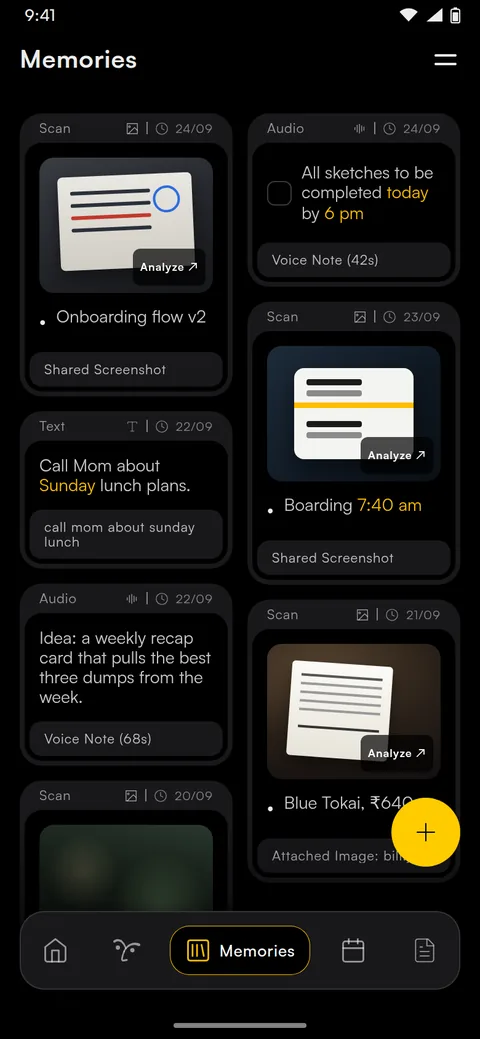 9:41
Memories
Scan
24/09
Analyze
Onboarding flow v2
Shared Screenshot
Text
22/09
Call Mom about
Sunday lunch plans.
call mom about sunday
lunch
Audio
22/09
Idea: a weekly recap
card that pulls the best
three dumps from the
week.
Voice Note (68s)
Scan
20/09
Audio
24/09
All sketches to be
completed today
by 6 pm
Voice Note (42s)
Scan
23/09
Analyze
Boarding 7:40 am
Shared Screenshot
Scan
21/09
Analyze
Blue Tokai, ₹640
Attached Image:
Memories